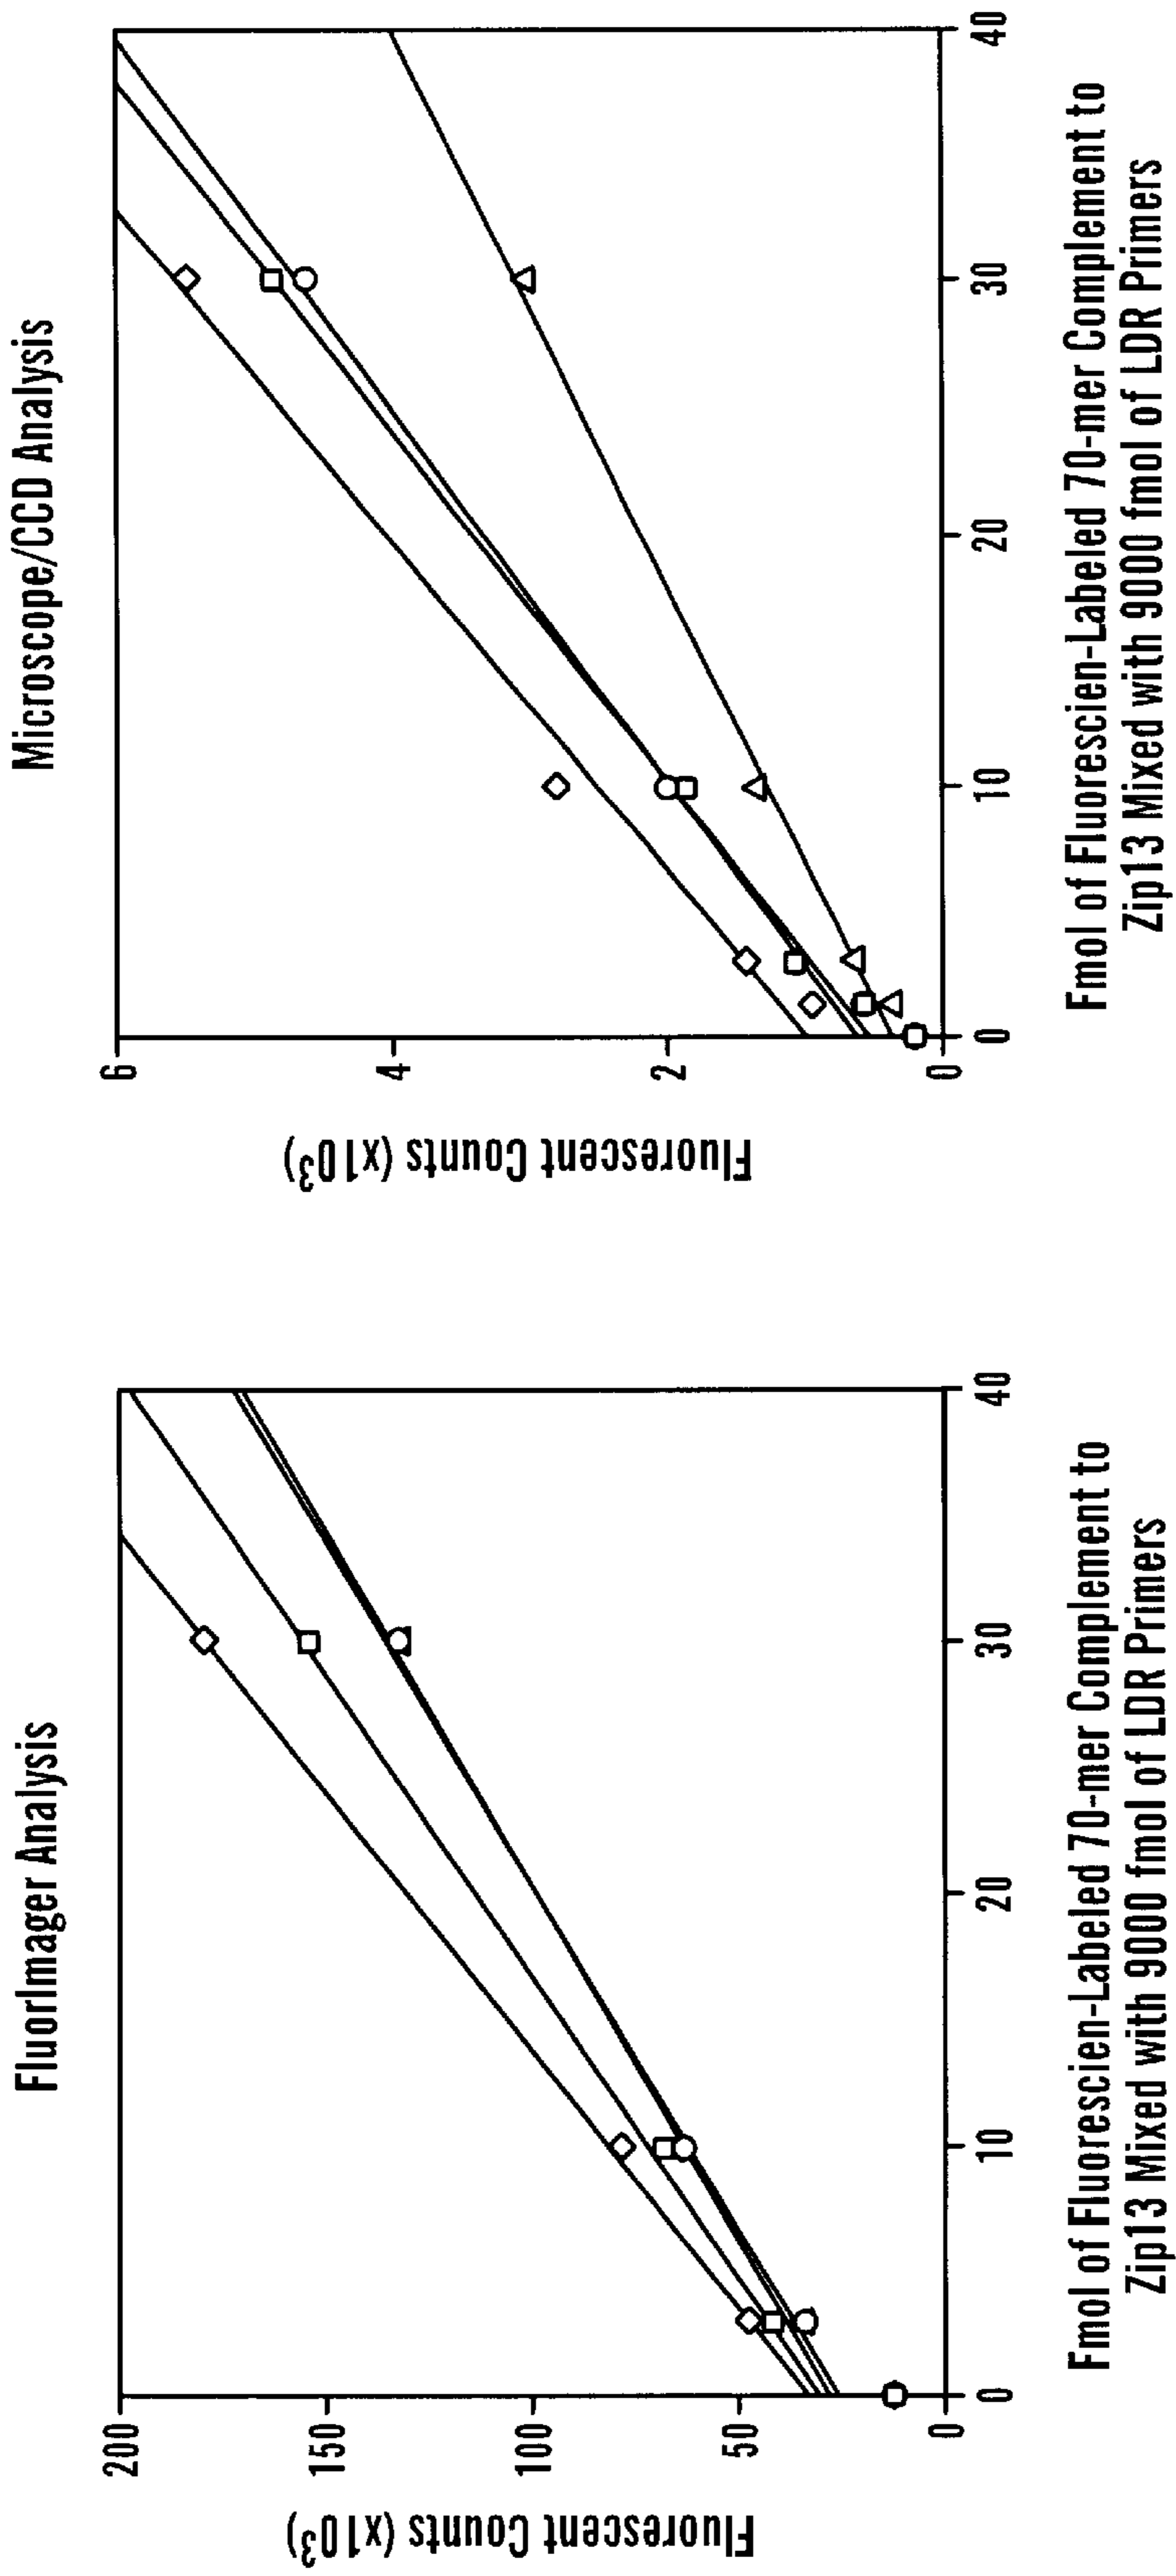 FluorImager Analysis
Fluorescent Counts (x10³)
200
150
100
50
0
0 10 20 30 40
Fmol of Fluorescien-Labeled 70-mer Complement to
Zip13 Mixed with 9000 fmol of LDR Primers
Microscope/CCD Analysis
Fluorescent Counts (x10³)
6
4
2
0
0 10 20 30 40
Fmol of Fluorescien-Labeled 70-mer Complement to
Zip13 Mixed with 9000 fmol of LDR Primers